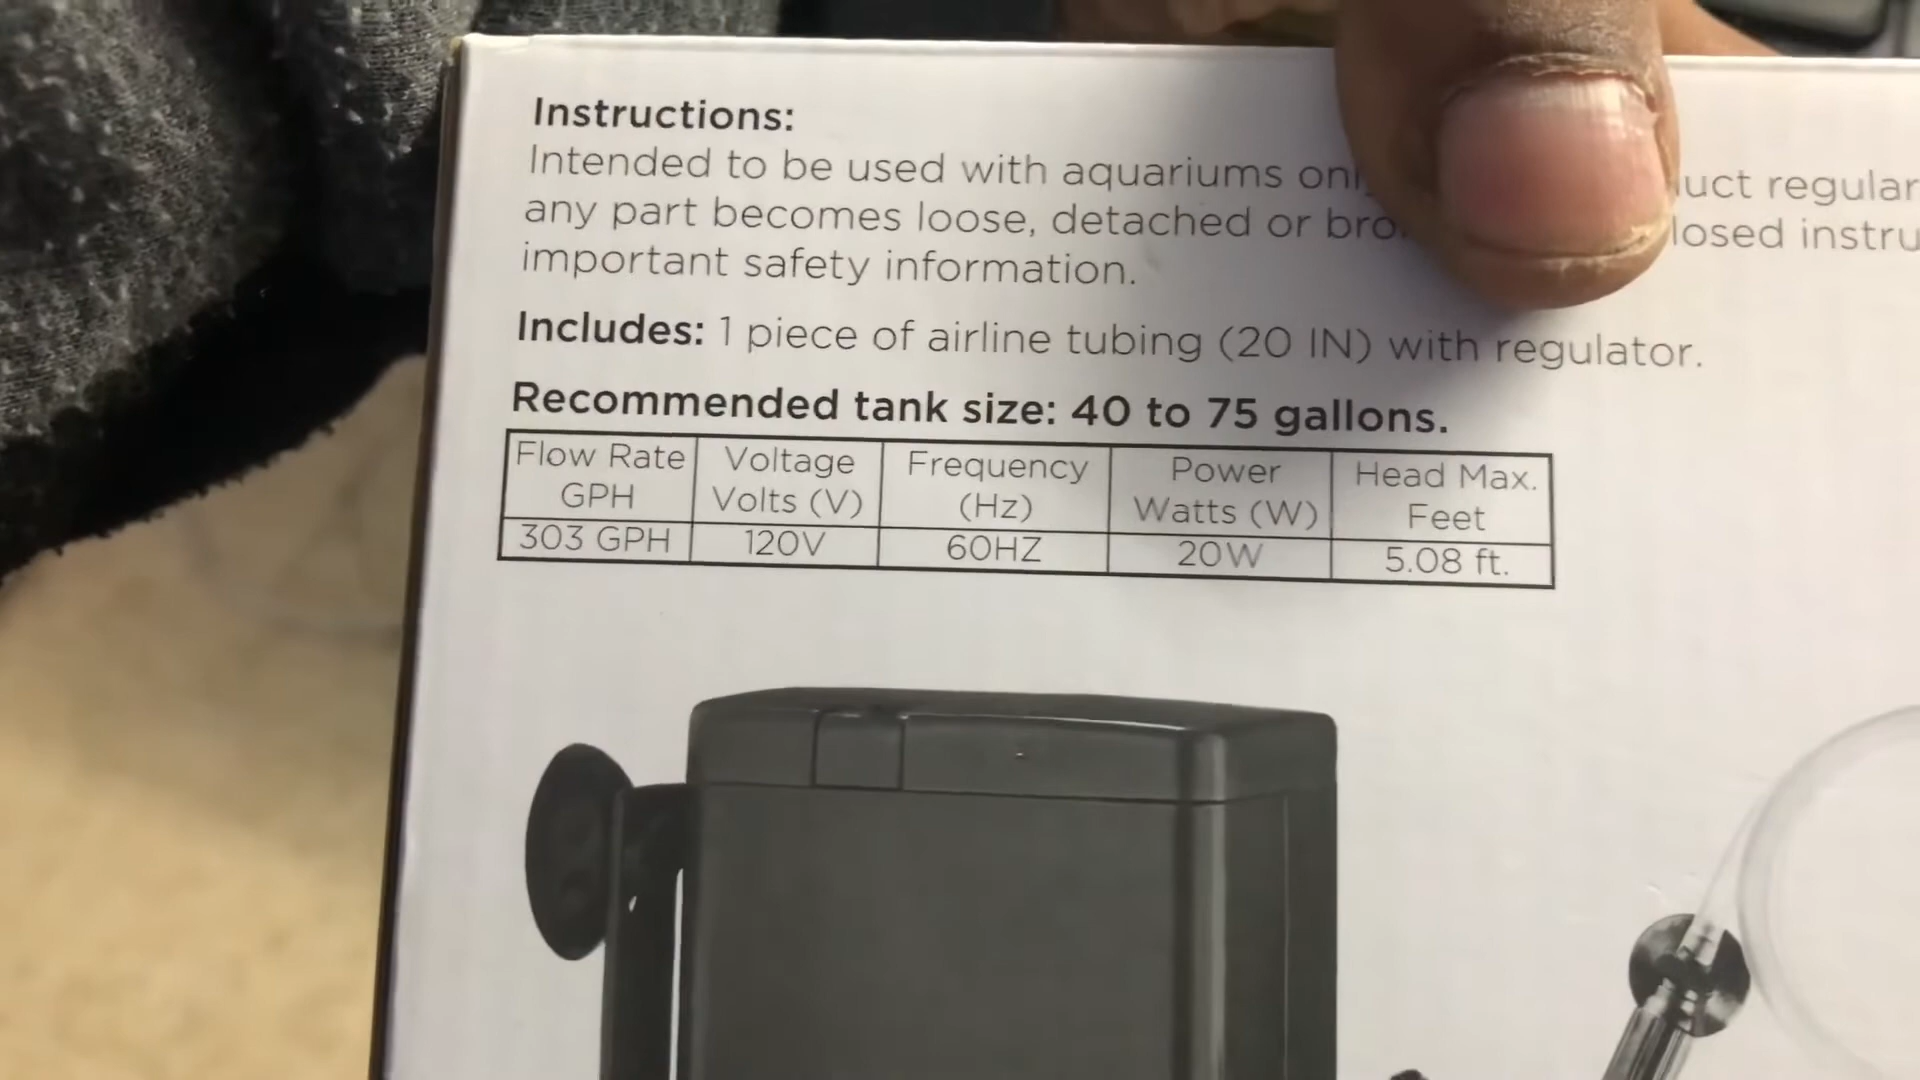 Instructions:
Intended to be used with aquariums regular
any part becomes loose, detached or
important safety information.
Includes: 1 piece of airline tubing (20 IN) with regulator.
Recommended tank size: 40 to 75 gallons.
Flow Rate GPH Voltage Volts (V) Frequency (Hz) Power Watts (W) Head Max. Feet
303 GPH 120V 60HZ 20W 5.08 ft.